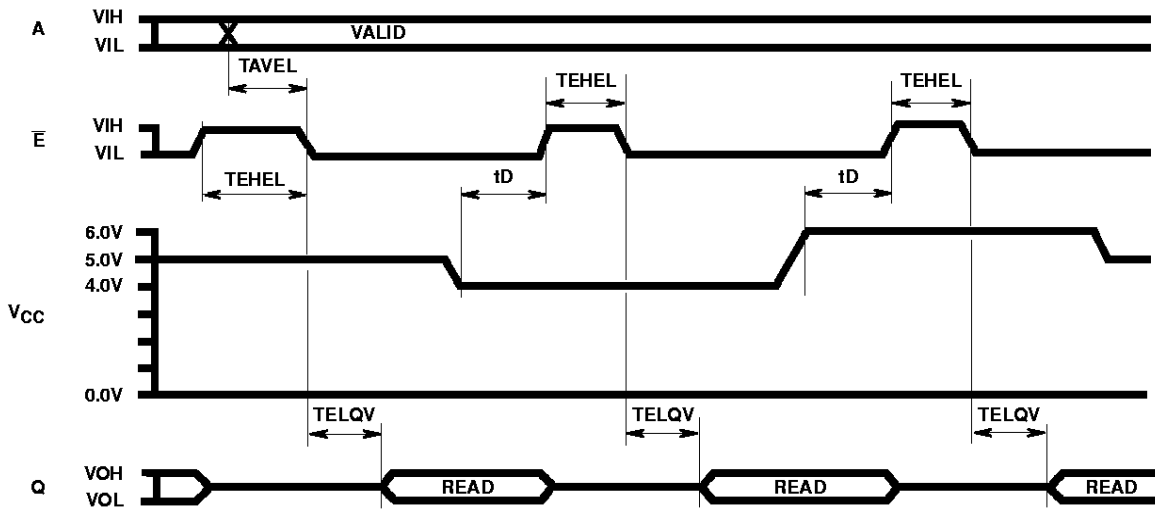 A
VIH
VIL
VALID
TAVEL
TEHEL
TEHEL
E
VIH
VIL
TEHEL
tD
tD
6.0V
5.0V
4.0V
VCC
0.0V
TELQV
TELQV
TELQV
Q
VOH
VOL
READ
READ
READ